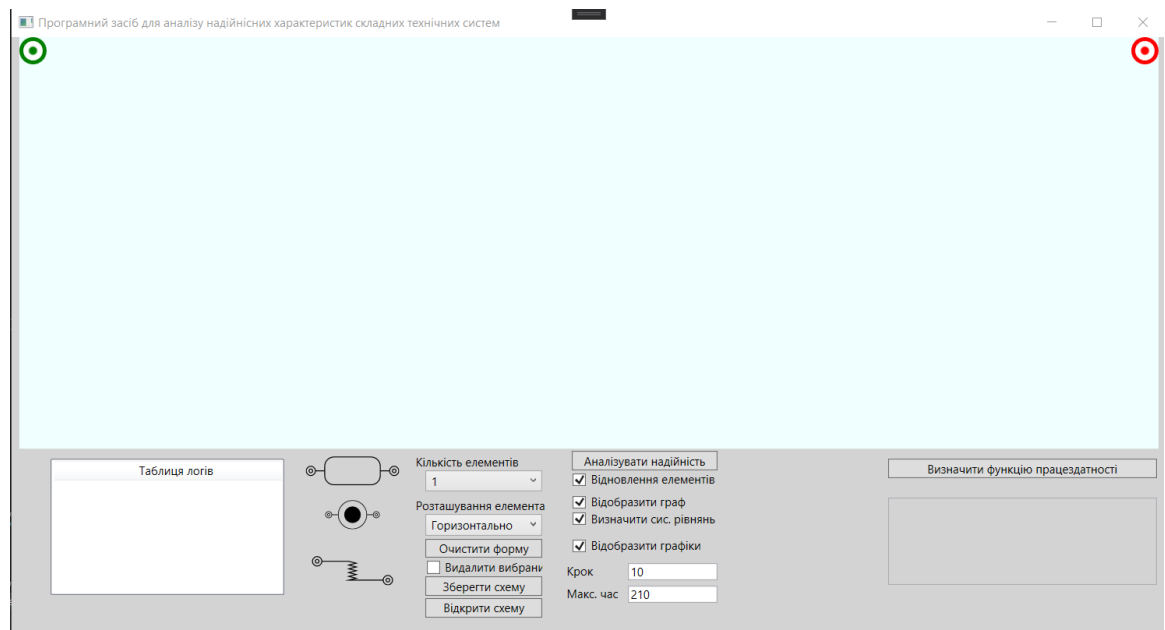 Програмний засіб для аналізу надійнісних характеристик складних технічних систем
Таблиця логів
Кількість елементів
1
Розташування елемента
Горизонтально
Очистити форму
Видалити вибрани
Зберегти схему
Відкрити схему
Аналізувати надійність
Відновлення елементів
Відобразити граф
Визначити сис. рівнянь
Відобразити графіки
Крок 10
Макс. час 210
Визначити функцію працездатності